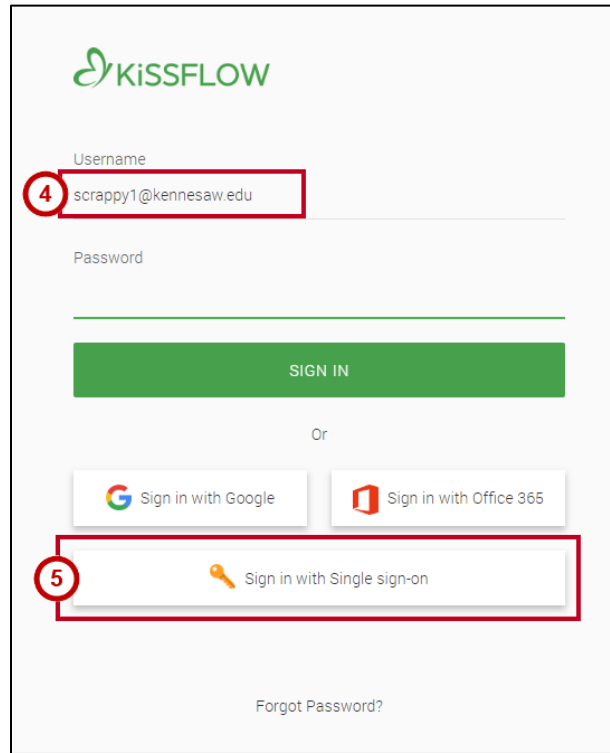 KiSSFLOW
Username
4
scrappy1@kennesaw.edu
Password
SIGN IN
Or
Sign in with Google
Sign in with Office 365
5
Sign in with Single sign-on
Forgot Password?